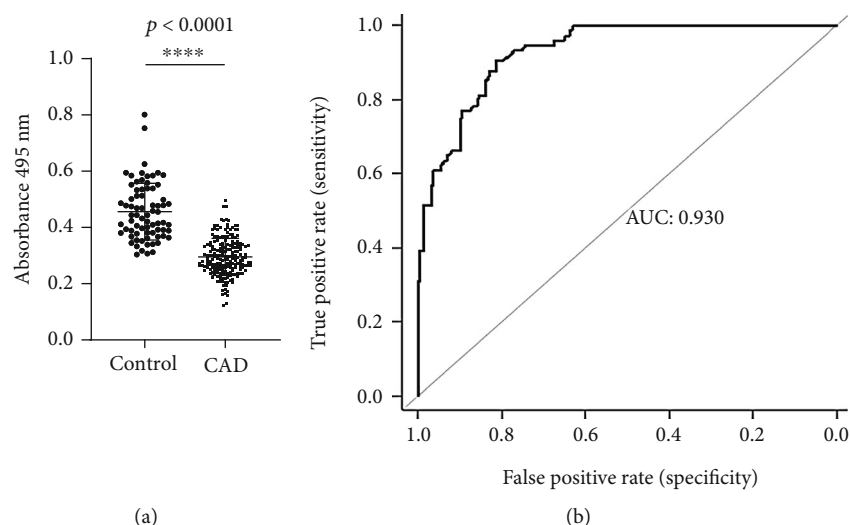 p < 0.0001
****
Absorbance 495 nm
1.0
0.8
0.6
0.4
0.2
0.0
Control
CAD
(a)
True positive rate (sensitivity)
1.0
0.8
0.6
0.4
0.2
0.0
AUC: 0.930
1.0 0.8 0.6 0.4 0.2 0.0
False positive rate (specificity)
(b)